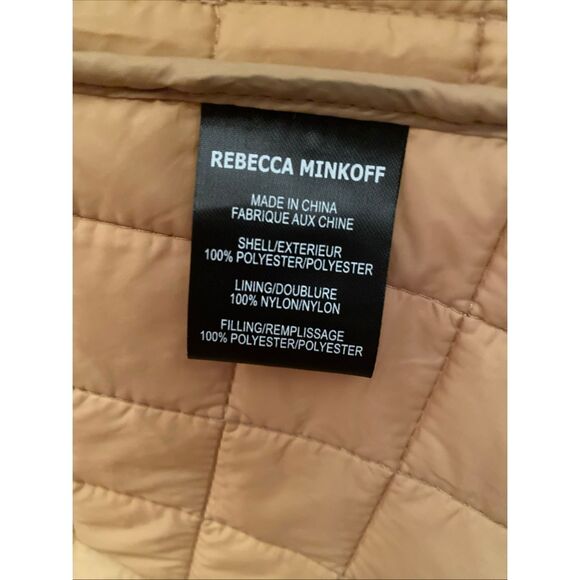 REBECCA MINKOFF
MADE IN CHINA
FABRIQUE AUX CHINE
SHELL/EXTERIEUR
100% POLYESTER/POLYESTER
LINING/DOUBLURE
100% NYLON/NYLON
FILLING/REMPLISSAGE
100% POLYESTER/POLYESTER